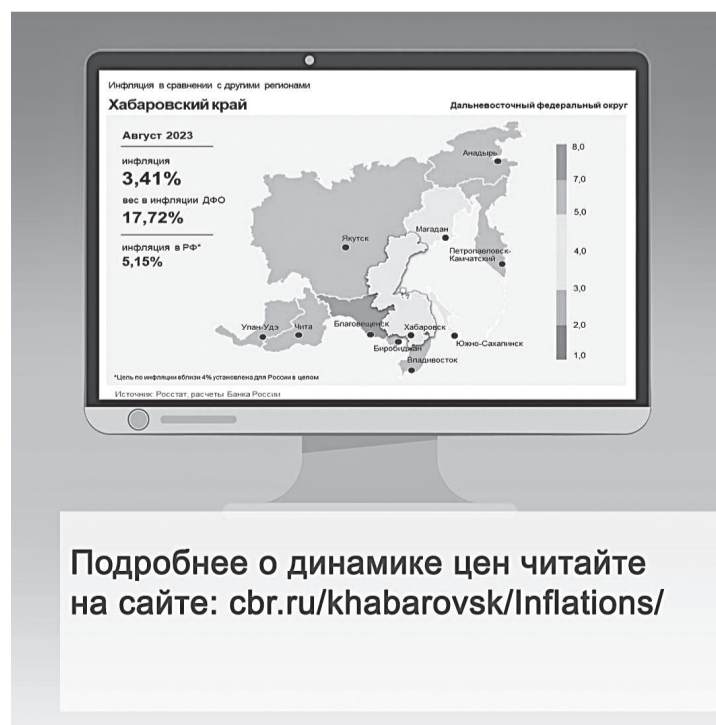 Инфляция в сравнении с другими регионами
Хабаровский край
Дальневосточный федеральный округ
Август 2023
инфляция
3,41%
вес в инфляции ДФО
17,72%
инфляция в РФ*
5,15%
Анадырь
Магадан
Якутск
Петропавловск-
Камчатский
Улан-Удэ
Чита
Благовещенск
Хабаровск
Биробиджан
Южно-Сахалинск
Владивосток
8,0
7,0
5,0
4,0
3,0
2,0
1,0
*Цель по инфляции вблизи 4% установлена для России в целом
Источник: Росстат, расчеты Банка России
Подробнее о динамике цен читайте
на сайте: cbr.ru/khabarovsk/Inflations/